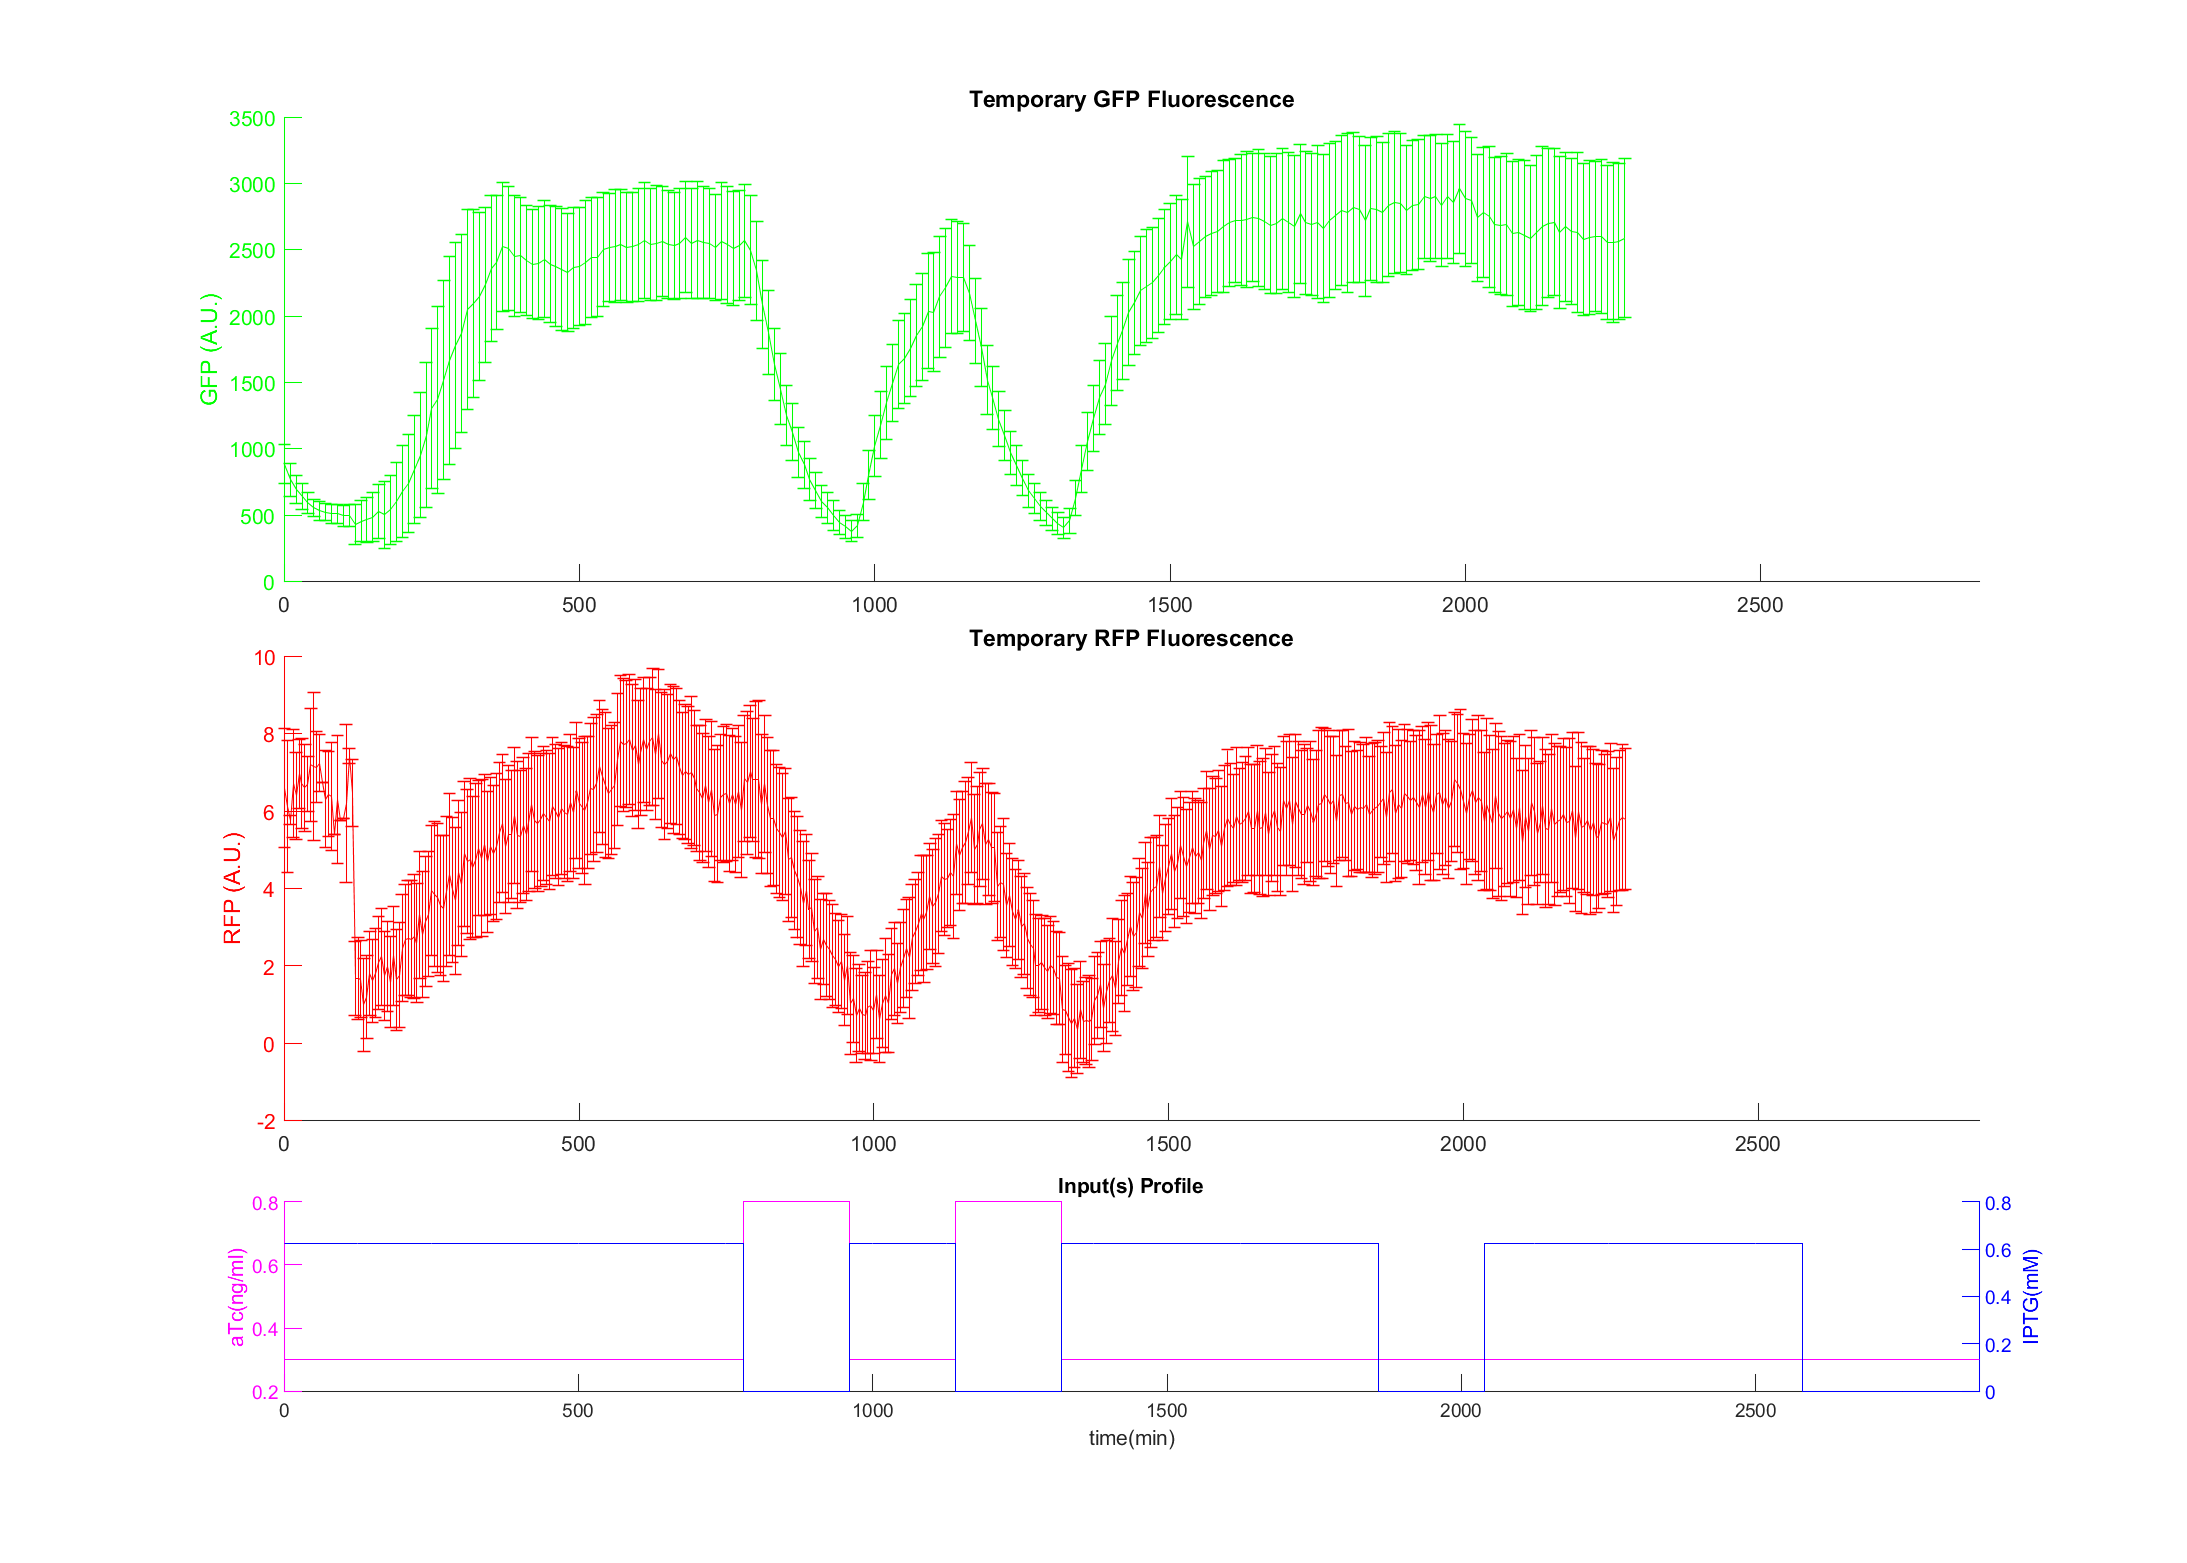 Temporary GFP Fluorescence
3500
3000
2500
2000
1500
1000
500
0
GFP (A.U.)
0 500 1000 1500 2000 2500
Temporary RFP Fluorescence
10
8
6
4
2
0
-2
RFP (A.U.)
0 500 1000 1500 2000 2500
Input(s) Profile
0.8
0.6
0.4
0.2
aTc(ng/ml)
0.8
0.6
0.4
0.2
0
IPTG(mM)
0 500 1000 1500 2000 2500
time(min)